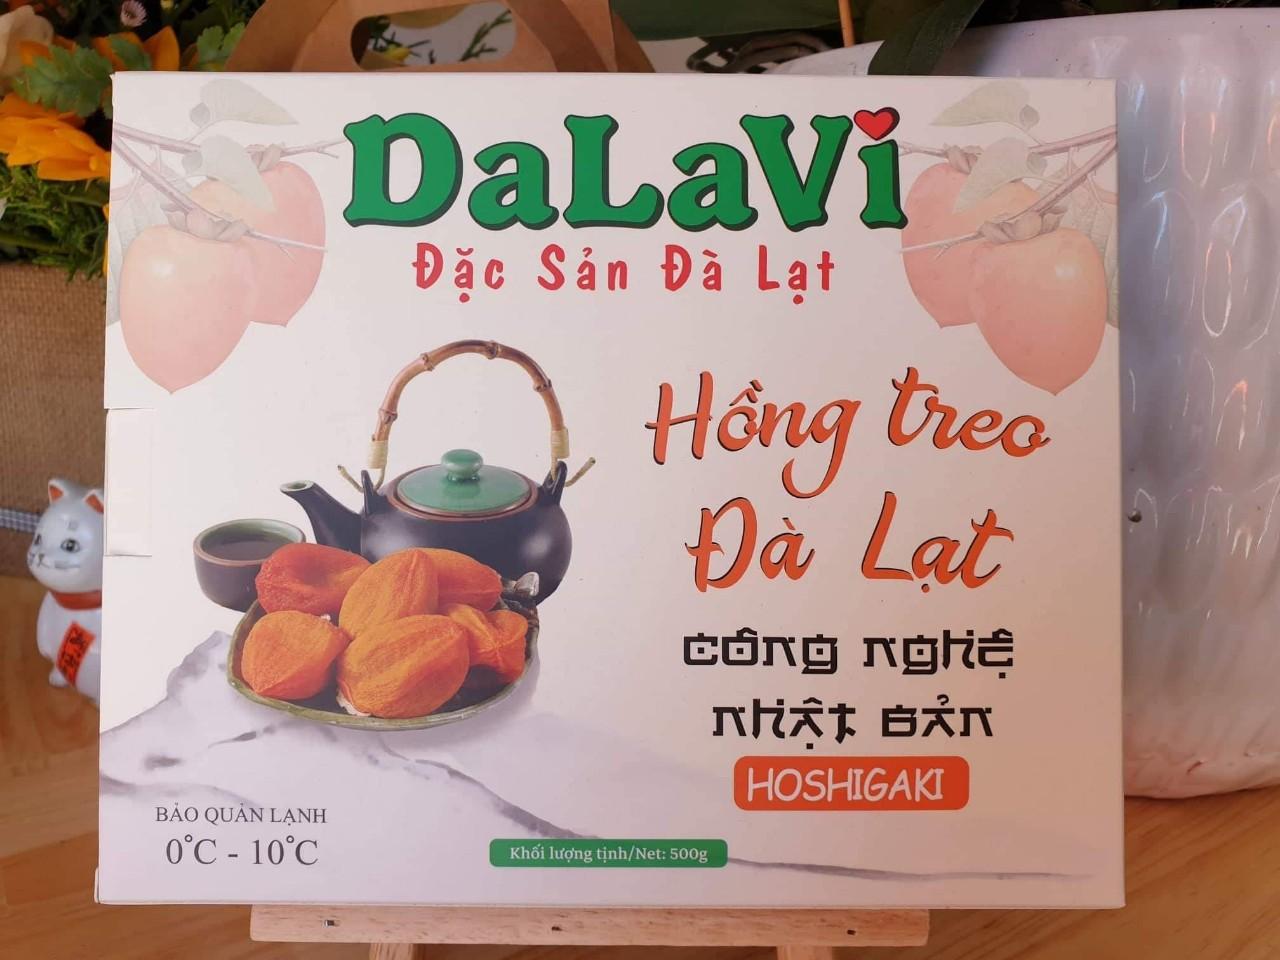 DaLaVi
Đặc Sản Đà Lạt
Hồng treo
Đà Lạt
công nghệ
nhật bản
HOSHIGAKI
BẢO QUẢN LẠNH
0°C - 10°C
Khối lượng tịnh/Net: 500g